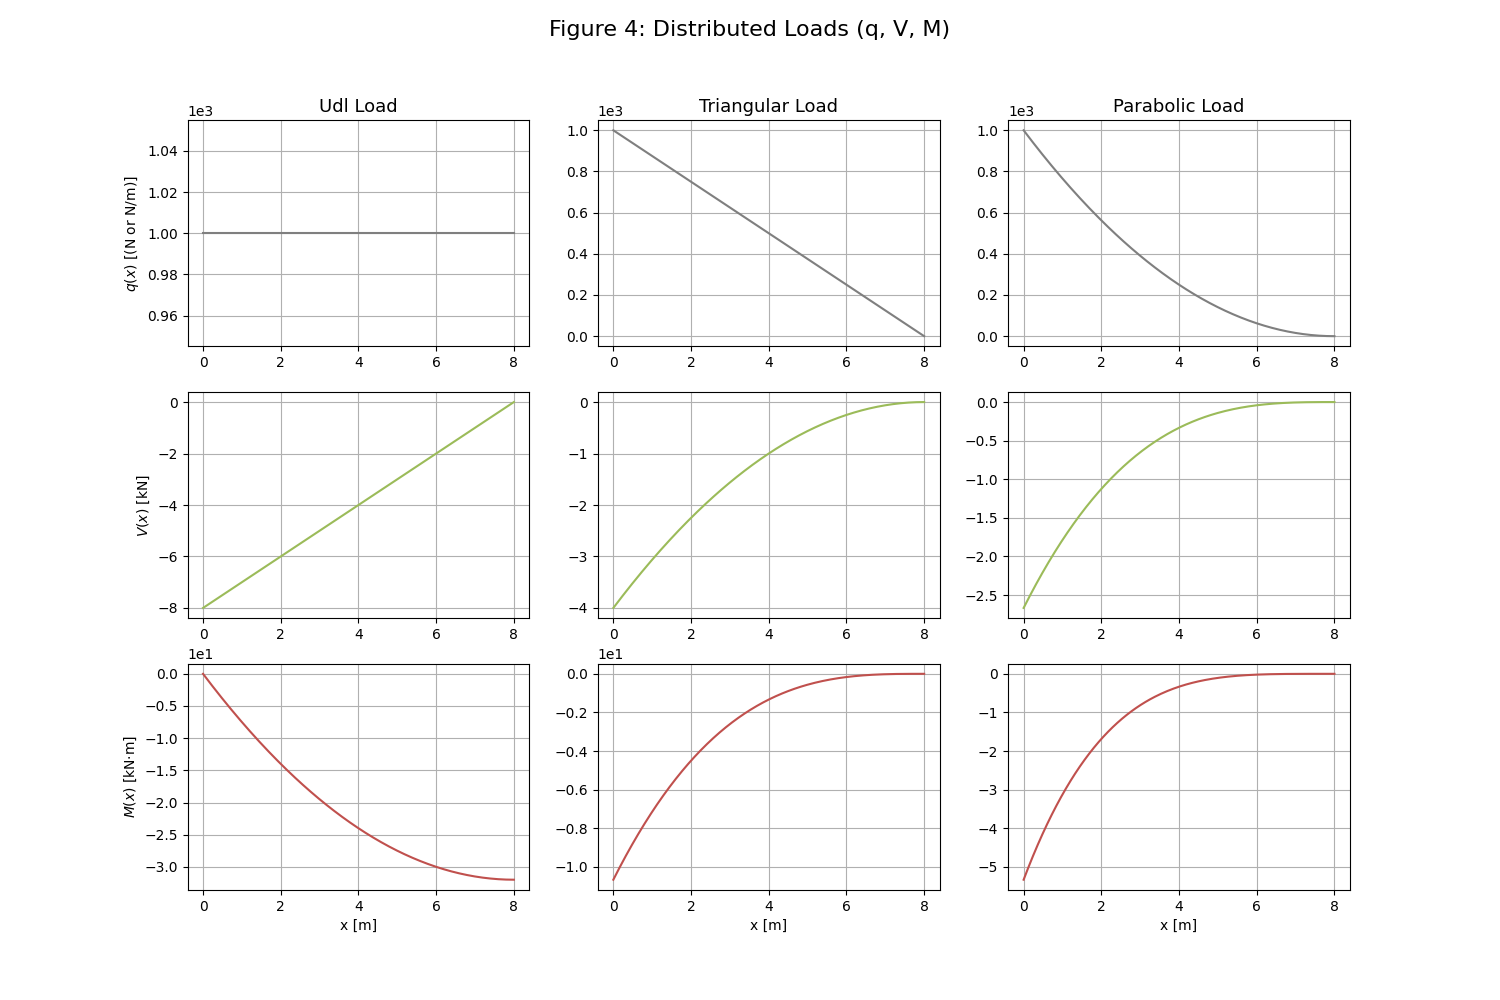 Figure 4: Distributed Loads (q, V, M)
Udl Load
1e3
1.04
1.02
1.00
0.98
0.96
q(x) [(N or N/m)]
0 2 4 6 8
Triangular Load
1e3
1.0
0.8
0.6
0.4
0.2
0.0
0 2 4 6 8
Parabolic Load
1e3
1.0
0.8
0.6
0.4
0.2
0.0
0 2 4 6 8
0
−2
−4
−6
−8
V(x) [kN]
0 2 4 6 8
0
−1
−2
−3
−4
0 2 4 6 8
0.0
−0.5
−1.0
−1.5
−2.0
−2.5
0 2 4 6 8
1e1
0.0
−0.5
−1.0
−1.5
−2.0
−2.5
−3.0
M(x) [kN·m]
0 2 4 6 8
x [m]
1e1
0.0
−0.2
−0.4
−0.6
−0.8
−1.0
0 2 4 6 8
x [m]
0
−1
−2
−3
−4
−5
0 2 4 6 8
x [m]